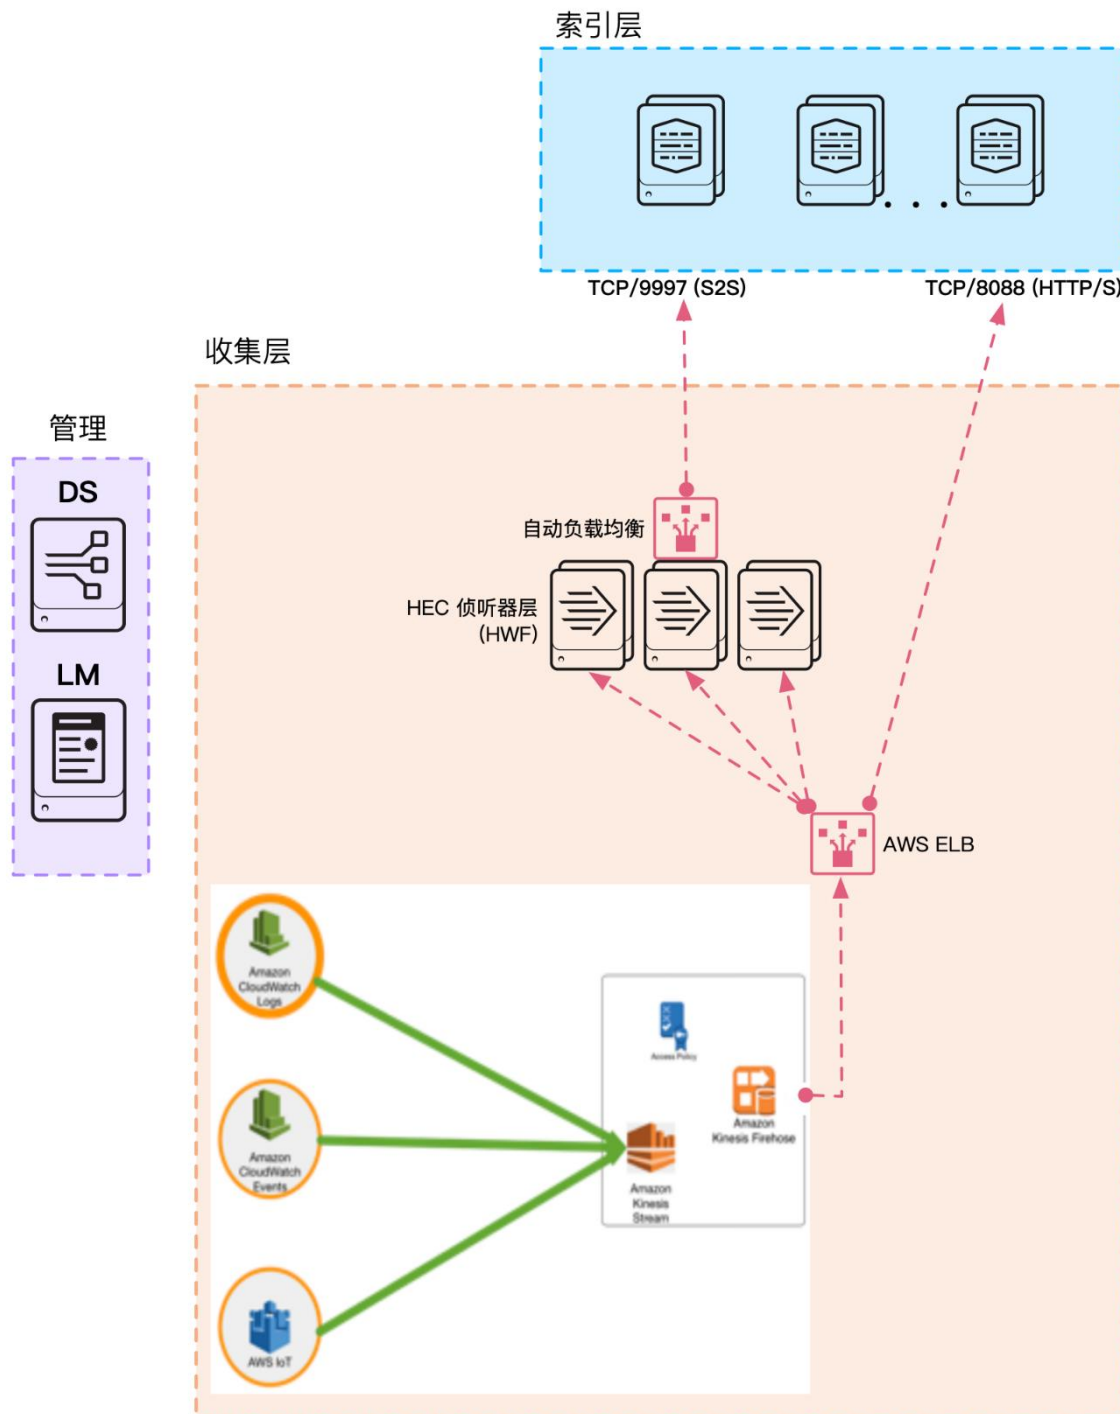 索引层
TCP/9997 (S2S)
TCP/8088 (HTTP/S)
收集层
管理
DS
LM
自动负载均衡
HEC 侦听器层
(HWF)
AWS ELB
Amazon
CloudWatch
Logs
Amazon
CloudWatch
Events
AWS IoT
Access Policy
Amazon
Kinesis Firehose
Amazon
Kinesis
Stream